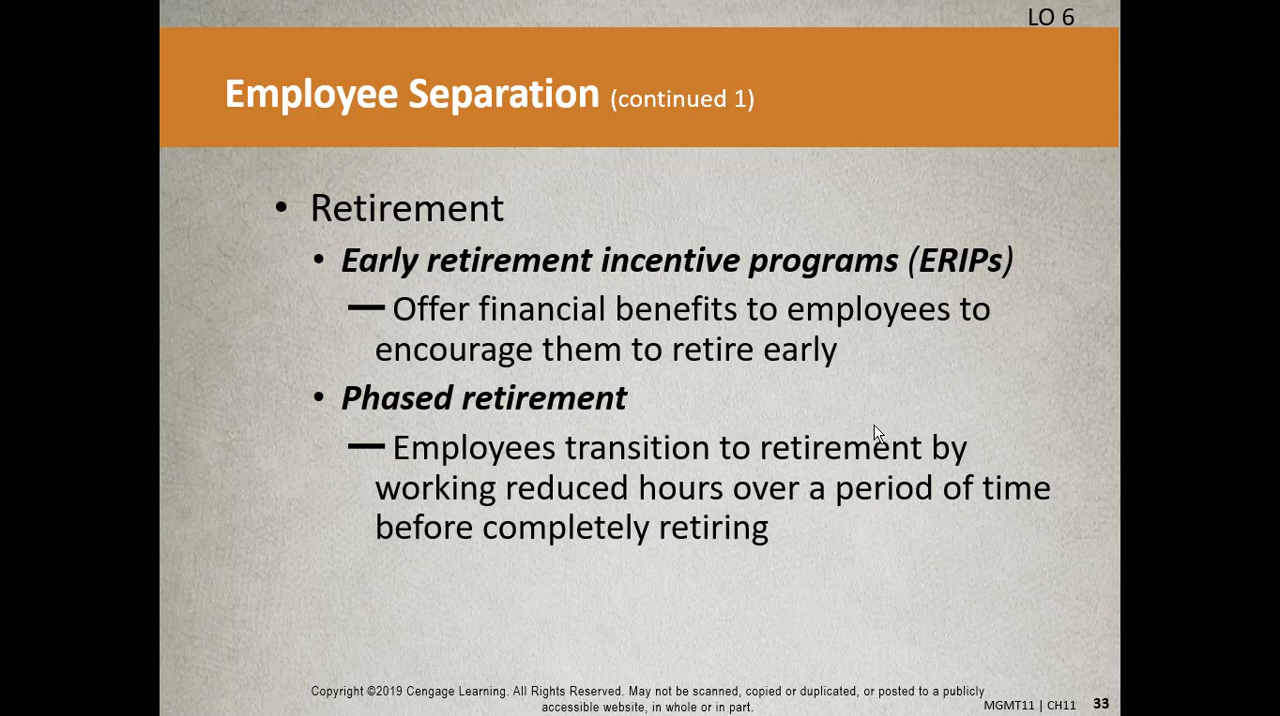 LO 6
Employee Separation (continued 1)
• Retirement
• Early retirement incentive programs (ERIPs)
— Offer financial benefits to employees to
encourage them to retire early
• Phased retirement
— Employees transition to retirement by
working reduced hours over a period of time
before completely retiring
Copyright ©2019 Cengage Learning. All Rights Reserved. May not be scanned, copied or duplicated, or posted to a publicly
accessible website, in whole or in part.
MGMT11 | CH11 33